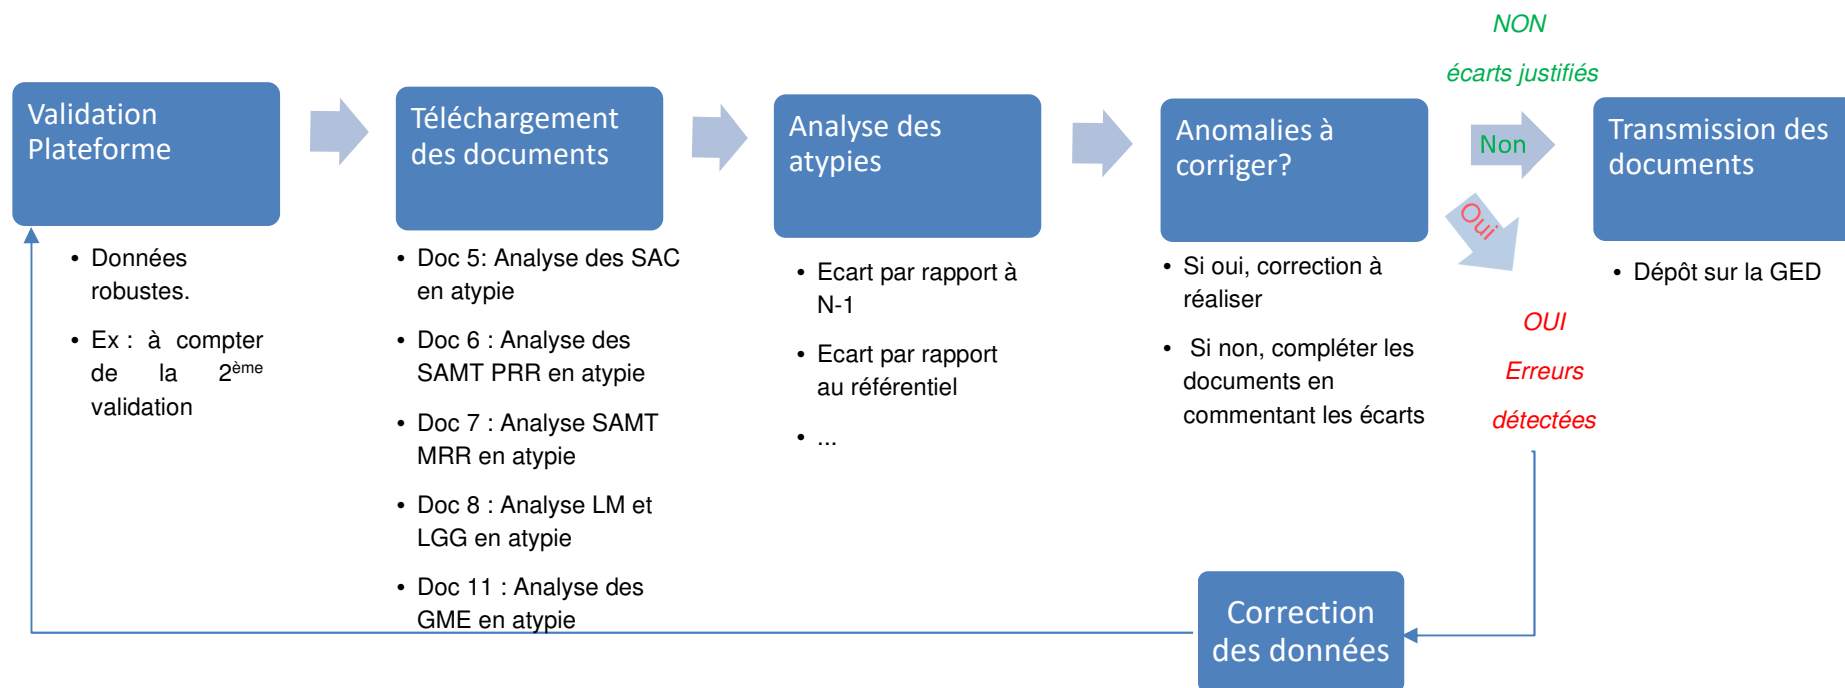 Validation
Plateforme
• Données
robustes.
• Ex : à compter
de la 2ème
validation
Téléchargement
des documents
• Doc 5: Analyse des SAC
en atypie
• Doc 6 : Analyse des
SAMT PRR en atypie
• Doc 7 : Analyse SAMT
MRR en atypie
• Doc 8 : Analyse LM et
LGG en atypie
• Doc 11 : Analyse des
GME en atypie
Analyse des
atypies
• Ecart par rapport à
N-1
• Ecart par rapport
au référentiel
• ...
Anomalies à
corriger?
• Si oui, correction à
réaliser
• Si non, compléter les
documents en
commentant les écarts
NON
écarts justifiés
Non
Oui
OUI
Erreurs
détectées
Transmission des
documents
• Dépôt sur la GED
Correction
des données